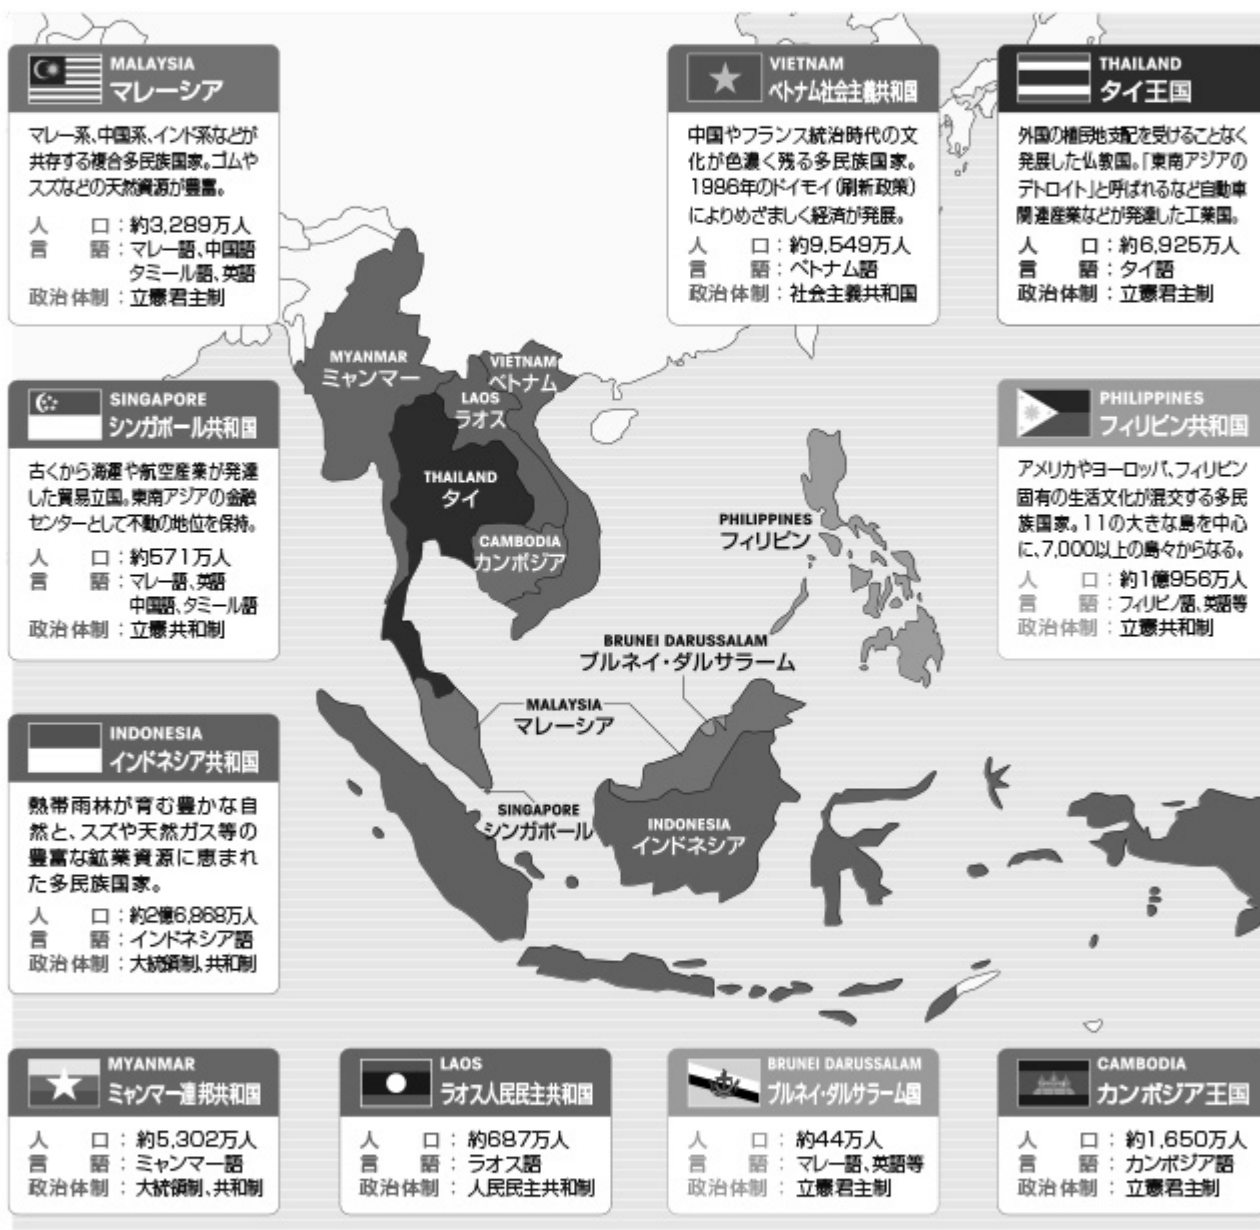 MALAYSIA
マレーシア
マレー系、中国系、インド系などが
共存する複合多民族国家。ゴムや
スズなどの天然資源が豊富。
人口：約3,289万人
言語：マレー語、中国語
タミール語、英語
政治体制：立憲君主制
VIETNAM
ベトナム社会主義共和国
中国やフランス統治時代の文
化が色濃く残る多民族国家。
1986年のドイモイ(刷新政策)
によりめざましく経済が発展。
人口：約9,549万人
言語：ベトナム語
政治体制：社会主義共和国
THAILAND
タイ王国
外国の植民地支配を受けることなく
発展した仏教国。「東南アジアの
デトロイト」と呼ばれるなど自動車
関連産業などが発達した工業国。
人口：約6,925万人
言語：タイ語
政治体制：立憲君主制
SINGAPORE
シンガポール共和国
古くから海運や航空産業が発達
した貿易立国。東南アジアの金融
センターとして不動の地位を保持。
人口：約571万人
言語：マレー語、英語
中国語、タミール語
政治体制：立憲共和制
PHILIPPINES
フィリピン共和国
アメリカやヨーロッパ、フィリピン
固有の生活文化が混交する多民
族国家。11の大きな島を中心
に、7,000以上の島々からなる。
人口：約1億956万人
言語：フィリピノ語、英語等
政治体制：立憲共和制
MYANMAR
ミャンマー
VIETNAM
ベトナム
LAOS
ラオス
THAILAND
タイ
CAMBODIA
カンボジア
PHILIPPINES
フィリピン
BRUNEI DARUSSALAM
ブルネイ・ダルサラーム
MALAYSIA
マレーシア
SINGAPORE
シンガポール
INDONESIA
インドネシア
INDONESIA
インドネシア共和国
熱帯雨林が育む豊かな自
然と、スズや天然ガス等の
豊富な鉱業資源に恵まれ
た多民族国家。
人口：約2億6,868万人
言語：インドネシア語
政治体制：大統領制、共和制
MYANMAR
ミャンマー連邦共和国
人口：約5,302万人
言語：ミャンマー語
政治体制：大統領制、共和制
LAOS
ラオス人民民主共和国
人口：約687万人
言語：ラオス語
政治体制：人民民主共和制
BRUNEI DARUSSALAM
ブルネイ・ダルサラーム国
人口：約44万人
言語：マレー語、英語等
政治体制：立憲君主制
CAMBODIA
カンボジア王国
人口：約1,650万人
言語：カンボジア語
政治体制：立憲君主制